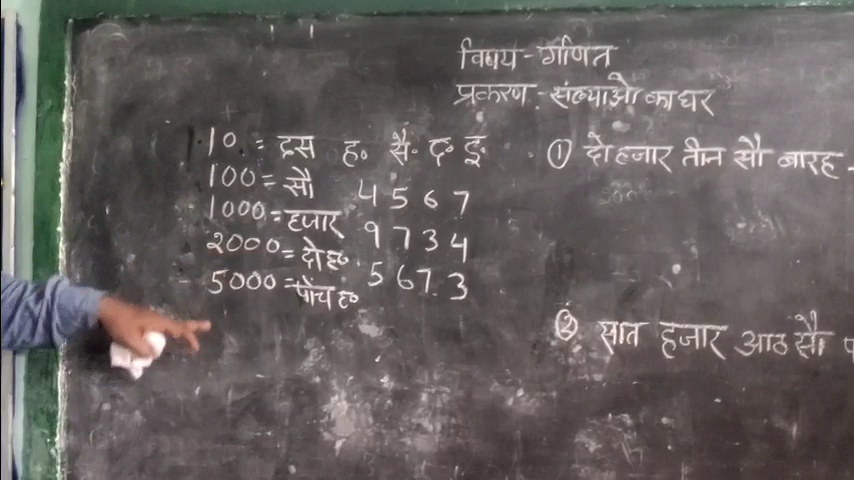 विषय - गणित
प्रकरण - संख्याओ का घर
10 = दस
100 = सौ
1000 = हजार
2000 = दो ह०
5000 = पाँच ह०
ह० सै० द० इ०
4 5 6 7
9 7 3 4
5 6 7 3
① दो हजार तीन सौ बारह -
② सात हजार आठ सौ